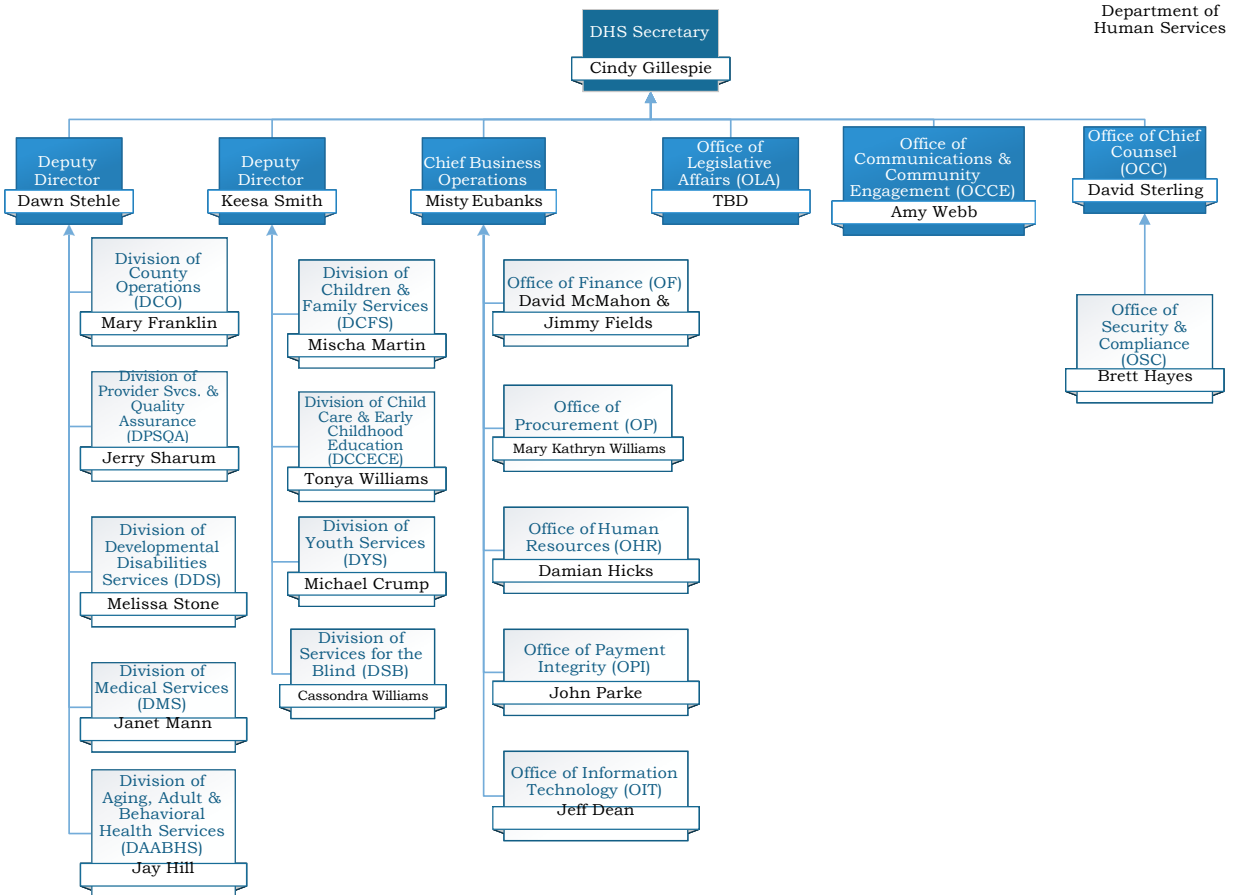 Department of
Human Services
DHS Secretary
Cindy Gillespie
Deputy
Director
Dawn Stehle
Deputy
Director
Keesa Smith
Chief Business
Operations
Misty Eubanks
Office of
Legislative
Affairs (OLA)
TBD
Office of
Communications &
Community
Engagement (OCCE)
Amy Webb
Office of Chief
Counsel
(OCC)
David Sterling
Division of
County
Operations
(DCO)
Mary Franklin
Division of
Provider Svcs. &
Quality
Assurance
(DPSQA)
Jerry Sharum
Division of
Developmental
Disabilities
Services (DDS)
Melissa Stone
Division of
Medical Services
(DMS)
Janet Mann
Division of
Aging, Adult &
Behavioral
Health Services
(DAABHS)
Jay Hill
Division of
Children &
Family Services
(DCFS)
Mischa Martin
Division of Child
Care & Early
Childhood
Education
(DCCECE)
Tonya Williams
Division of
Youth Services
(DYS)
Michael Crump
Division of
Services for the
Blind (DSB)
Cassondra Williams
Office of Finance (OF)
David McMahon &
Jimmy Fields
Office of
Procurement (OP)
Mary Kathryn Williams
Office of Human
Resources (OHR)
Damian Hicks
Office of Payment
Integrity (OPI)
John Parke
Office of Information
Technology (OIT)
Jeff Dean
Office of
Security &
Compliance
(OSC)
Brett Hayes